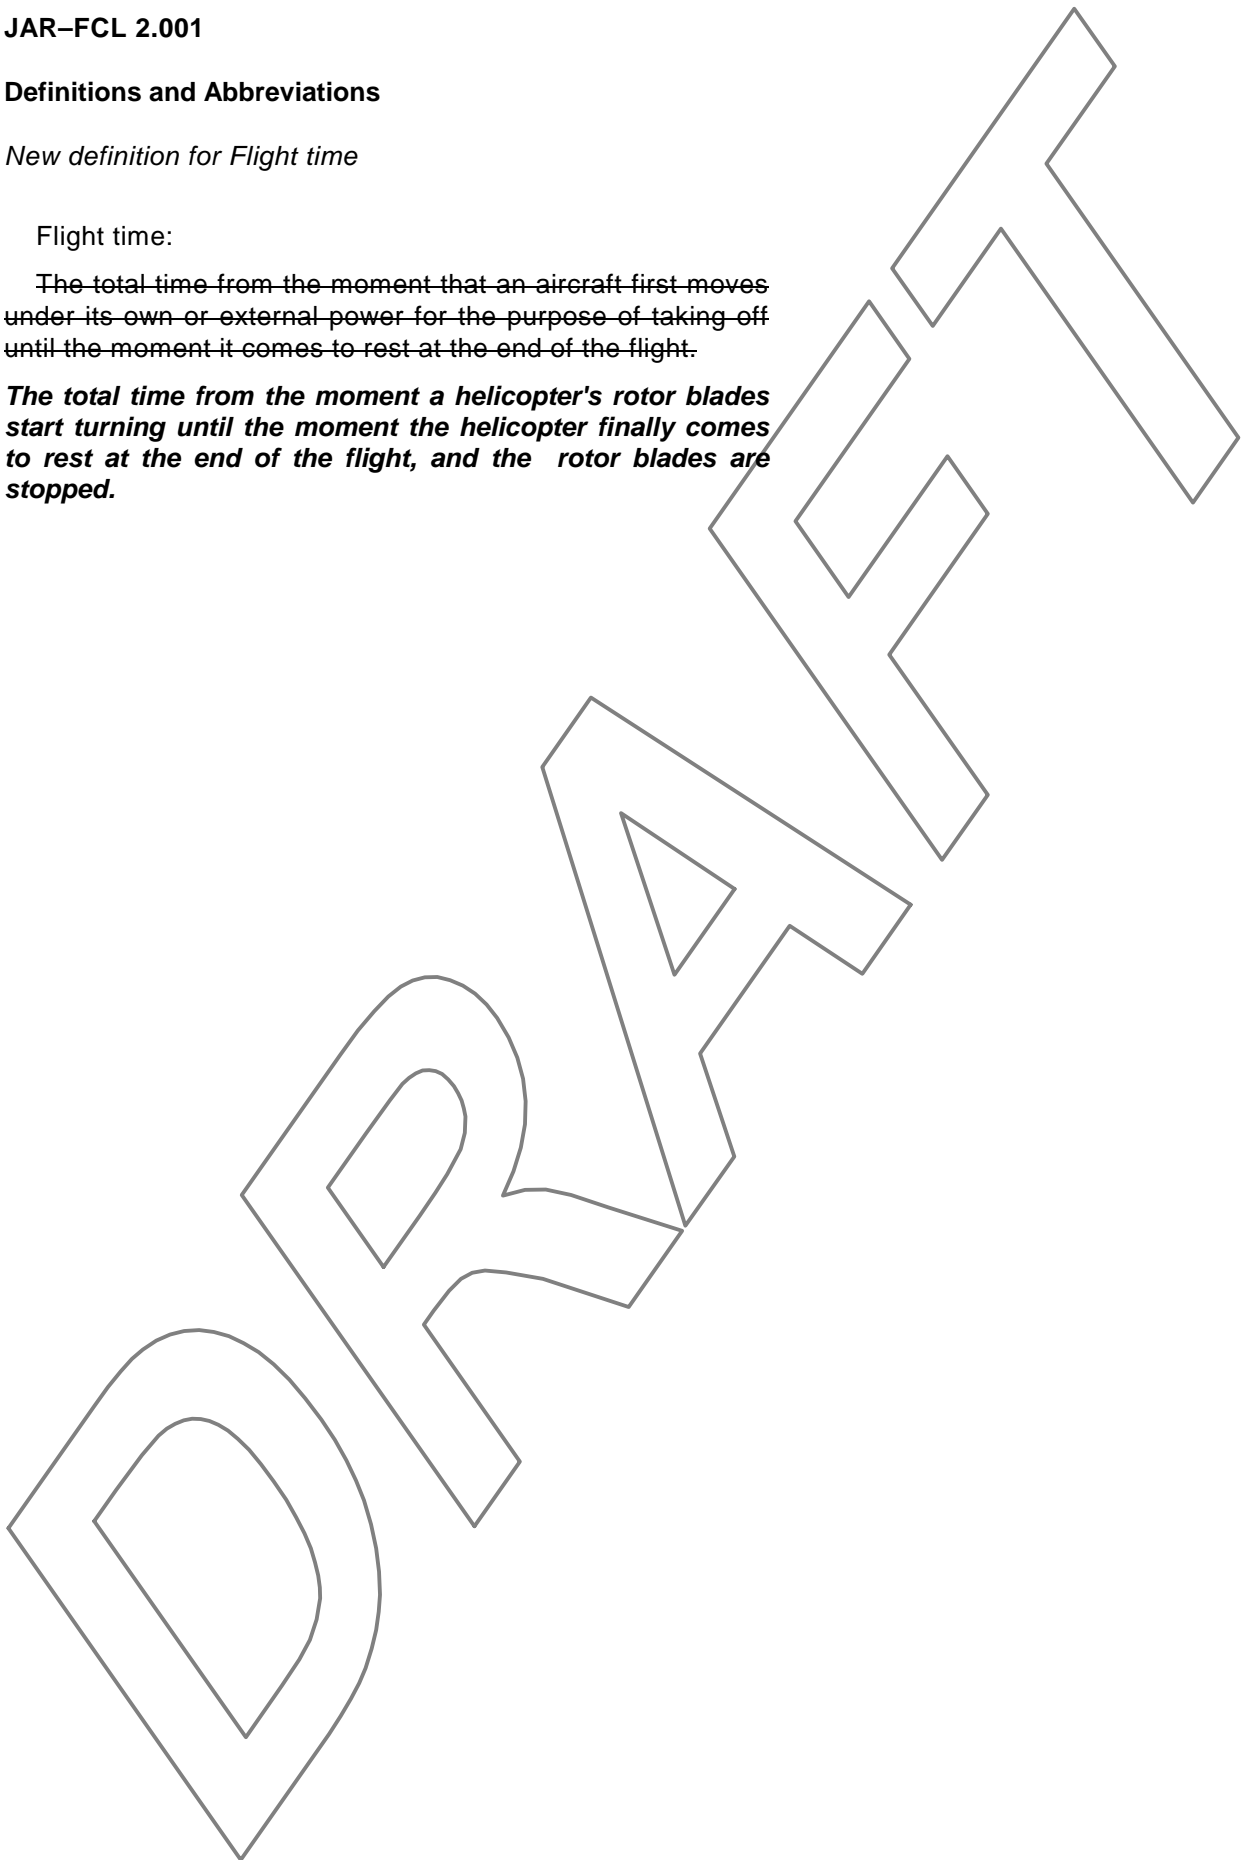 JAR–FCL 2.001
Definitions and Abbreviations
New definition for Flight time
Flight time:
The total time from the moment that an aircraft first moves
under its own or external power for the purpose of taking off
until the moment it comes to rest at the end of the flight.
The total time from the moment a helicopter's rotor blades
start turning until the moment the helicopter finally comes
to rest at the end of the flight, and the rotor blades are
stopped.
DRAFT